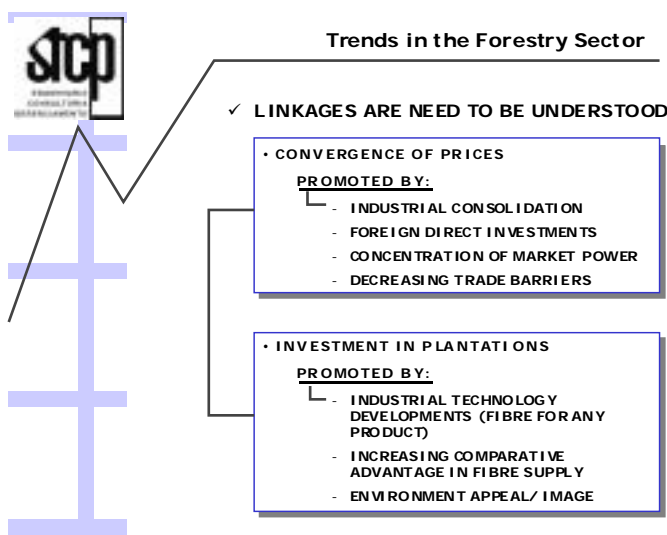 stcp
Trends in the Forestry Sector
✓ LINKAGES ARE NEED TO BE UNDERSTOOD
• CONVERGENCE OF PRICES
PROMOTED BY:
- INDUSTRIAL CONSOLIDATION
- FOREIGN DIRECT INVESTMENTS
- CONCENTRATION OF MARKET POWER
- DECREASING TRADE BARRIERS
• INVESTMENT IN PLANTATIONS
PROMOTED BY:
- INDUSTRIAL TECHNOLOGY
DEVELOPMENTS (FIBRE FOR ANY
PRODUCT)
- INCREASING COMPARATIVE
ADVANTAGE IN FIBRE SUPPLY
- ENVIRONMENT APPEAL/ IMAGE